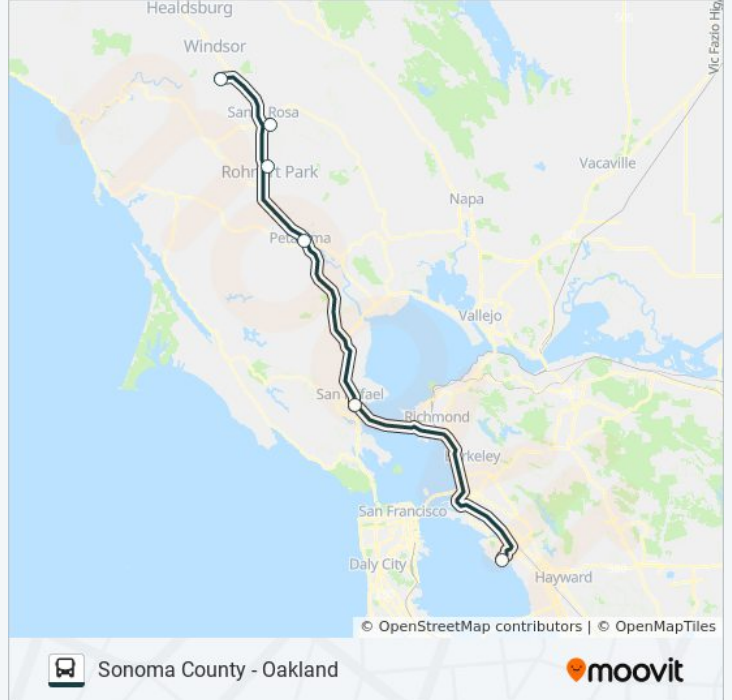 Healdsburg
Vic Fazio Hig
505
Windsor
Santa Rosa
Vacaville
Rohnert Park
Napa
Petaluma
Vallejo
San Rafael
Richmond
Berkeley
San Francisco
Daly City
Hayward
© OpenStreetMap contributors | © OpenMapTiles
Sonoma County - Oakland
moovit